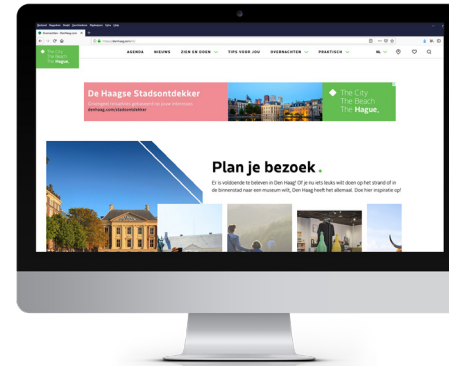 The City
The Beach
The Hague.
AGENDA NIEUWS ZIEN EN DOEN TIPS VOOR JOU OVERNACHTEN PRAKTISCH NL
De Haagse Stadsontdekker
denhaag.com/stadsontdekker
The City
The Beach
The Hague.
Plan je bezoek.
Er is voldoende te beleven in Den Haag! Of je nu iets leuks wilt doen op het strand of in
de binnenstad naar een museum wilt, Den Haag heeft het allemaal. Doe hier inspiratie op!